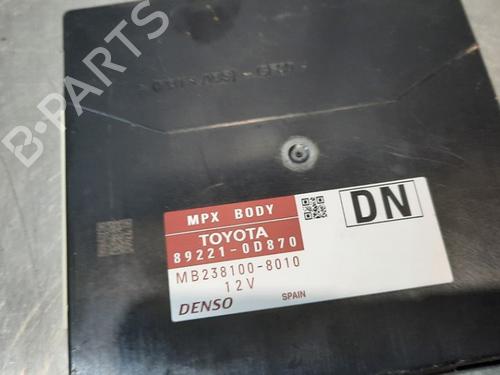 B-PARTS
MPX BODY
TOYOTA
89221-0D870
MB238100-8010
12V
DENSO
SPAIN
DN